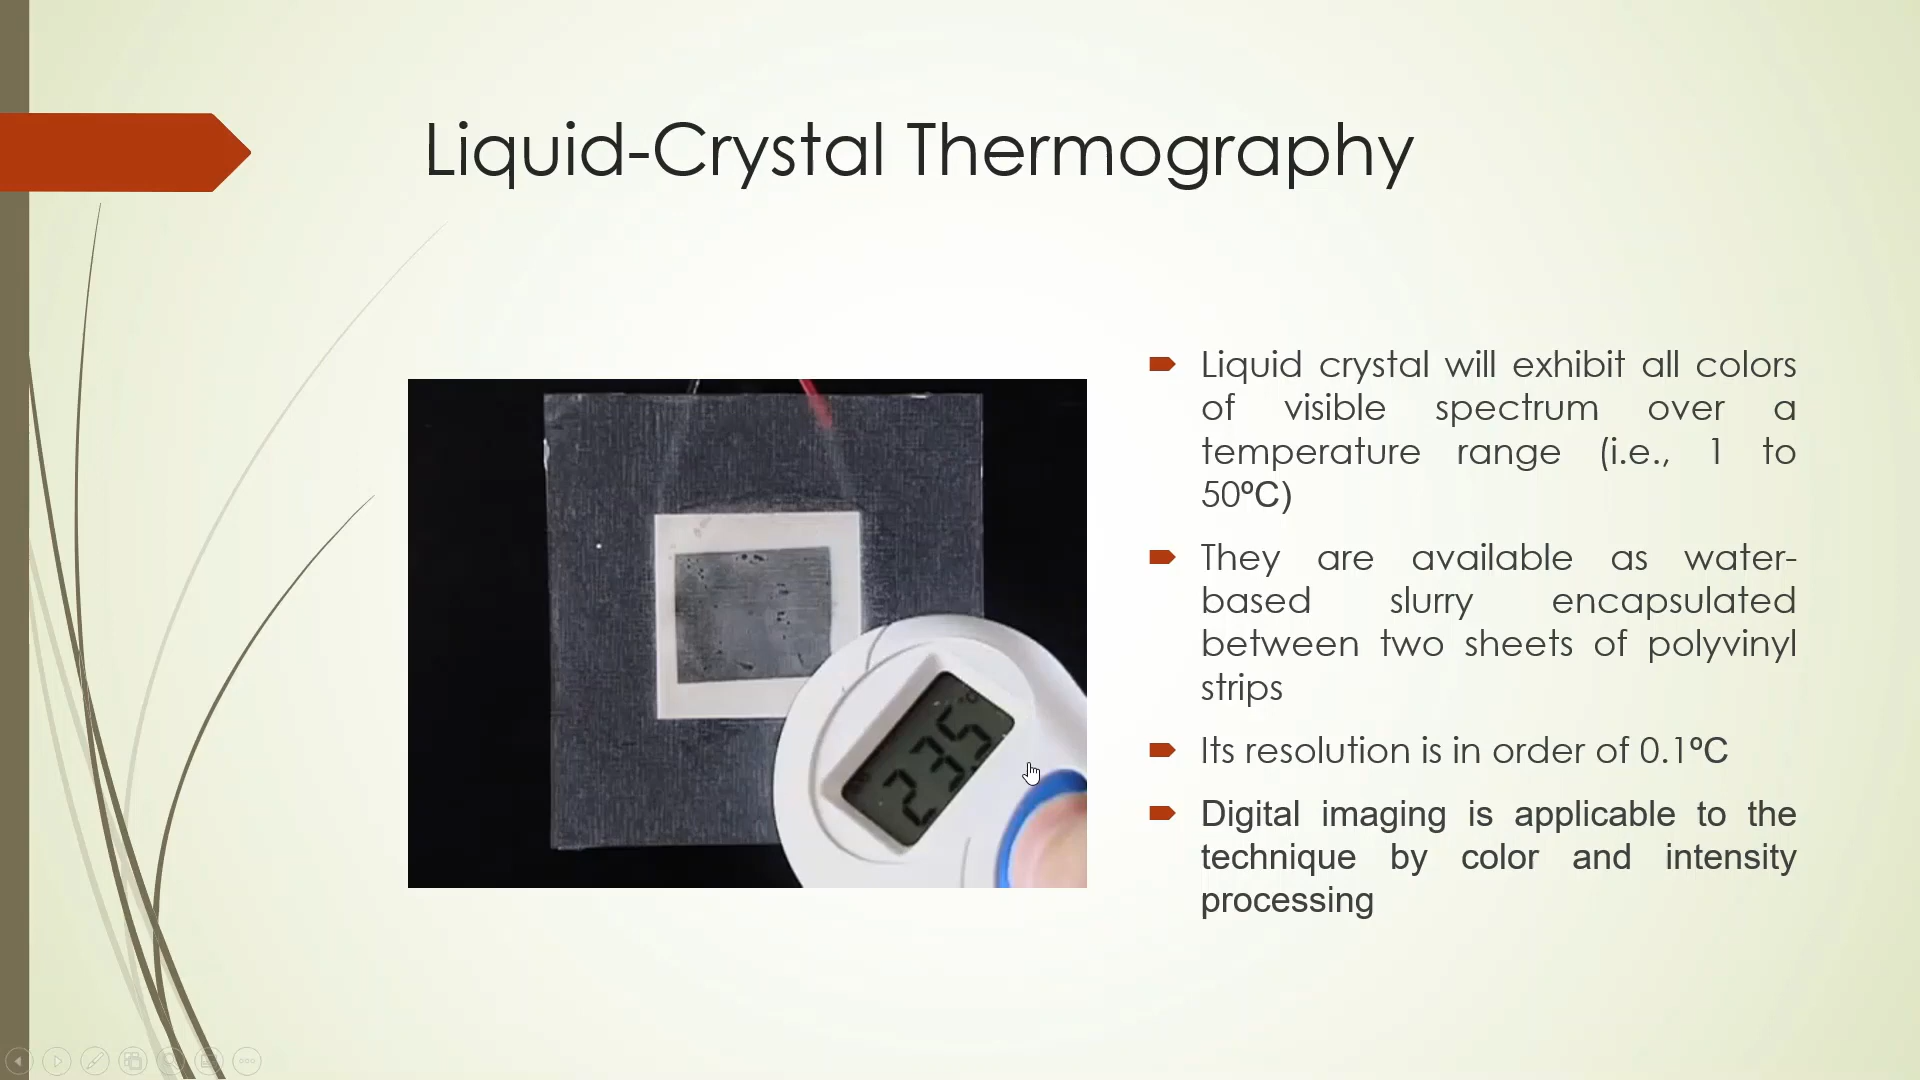 Liquid-Crystal Thermography
Liquid crystal will exhibit all colors
of visible spectrum over a
temperature range (i.e., 1 to
50ºC)
They are available as water-
based slurry encapsulated
between two sheets of polyvinyl
strips
Its resolution is in order of 0.1ºC
Digital imaging is applicable to the
technique by color and intensity
processing
23.5 °C